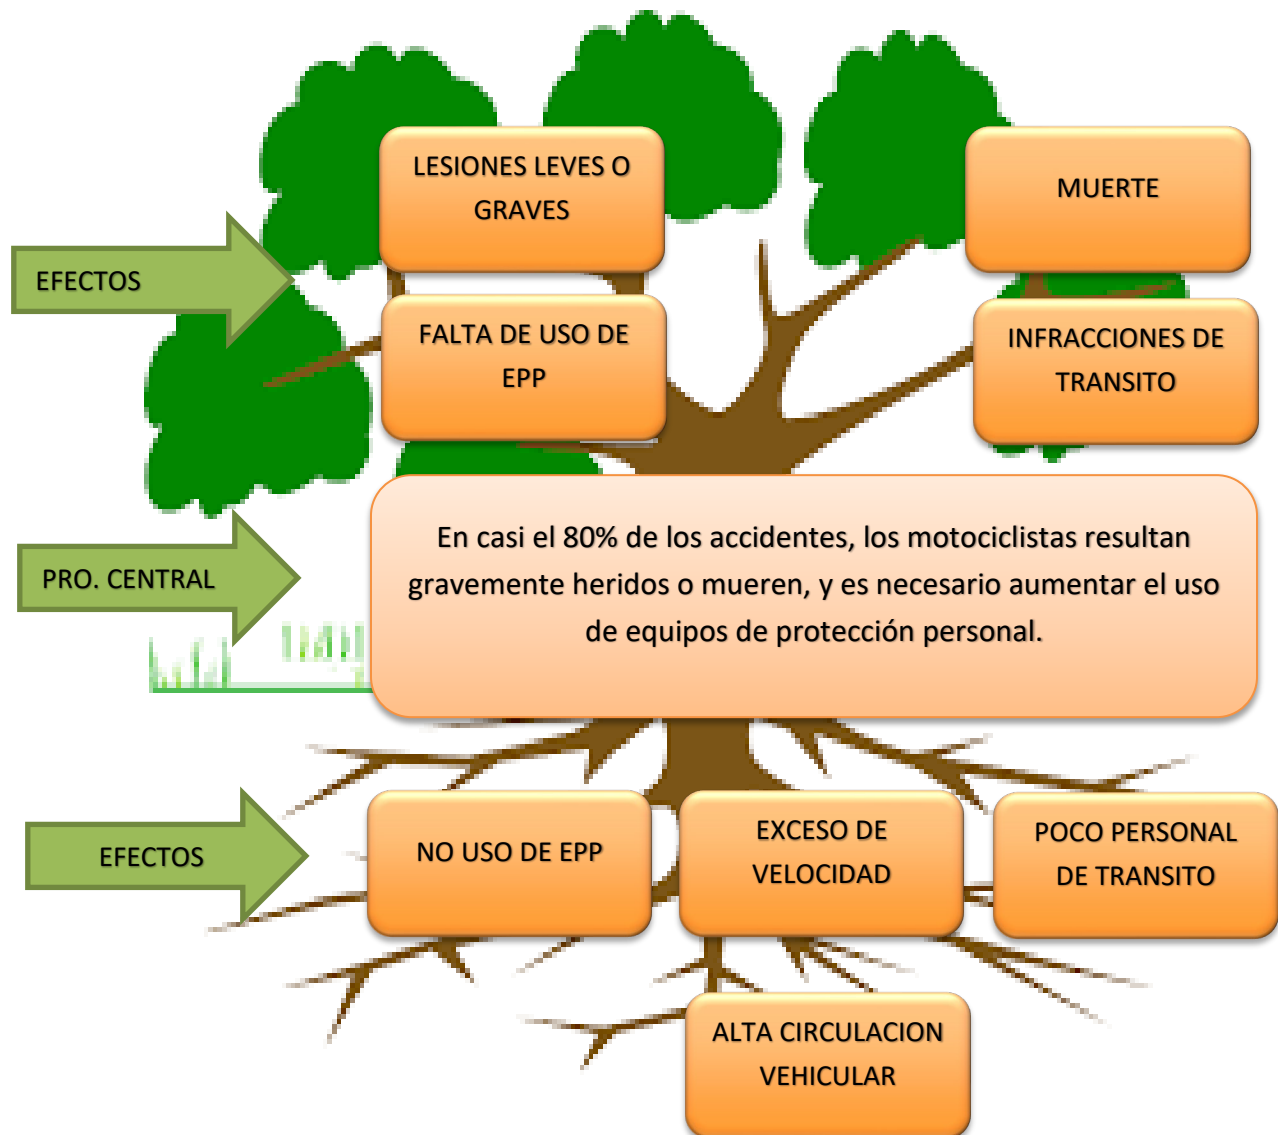 LESIONES LEVES O
GRAVES
MUERTE
EFECTOS
FALTA DE USO DE
EPP
INFRACCIONES DE
TRANSITO
PRO. CENTRAL
En casi el 80% de los accidentes, los motociclistas resultan
gravemente heridos o mueren, y es necesario aumentar el uso
de equipos de protección personal.
EFECTOS
NO USO DE EPP
EXCESO DE
VELOCIDAD
POCO PERSONAL
DE TRANSITO
ALTA CIRCULACION
VEHICULAR